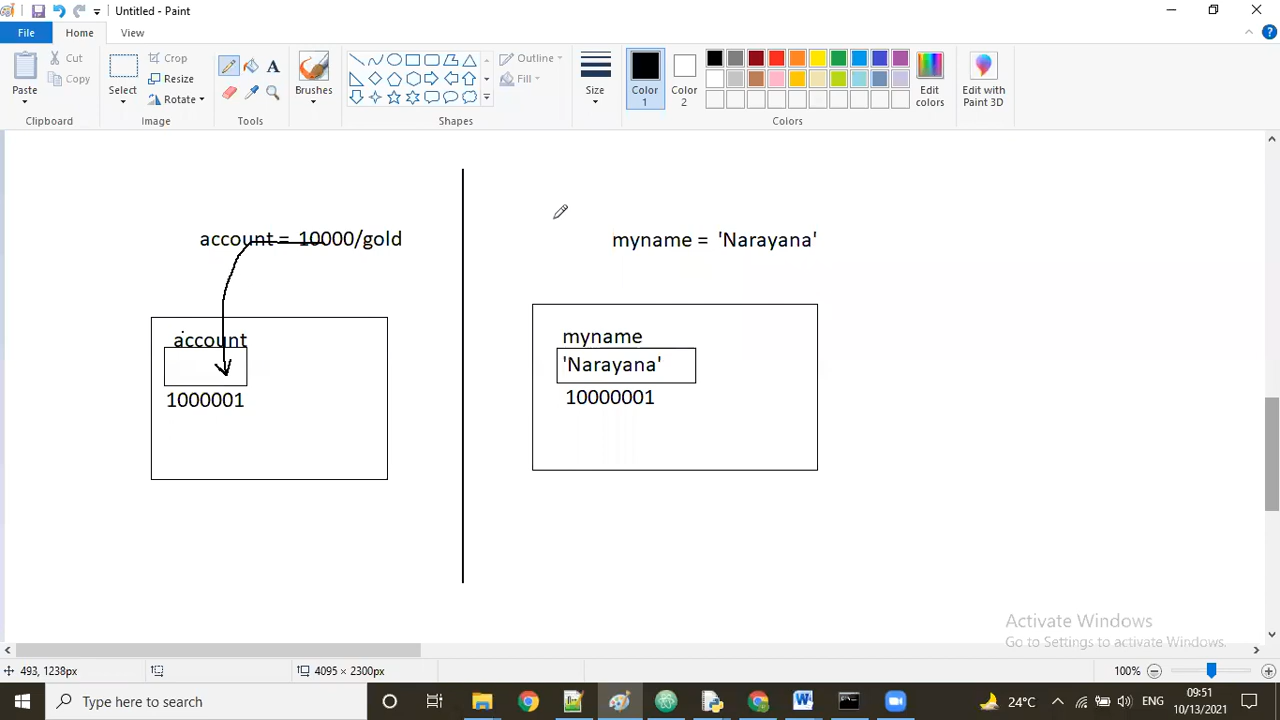 Untitled - Paint
File
Home
View
Paste
Cut
Copy
Clipboard
Select
Crop
Resize
Rotate
Image
A
Tools
Brushes
Outline
Fill
Shapes
Size
Color 1
Color 2
Edit colors
Colors
Edit with Paint 3D
account = 10000/gold
account
1000001
myname = 'Narayana'
myname
'Narayana'
10000001
Activate Windows
Go to Settings to activate Windows.
493, 1238px
4095 × 2300px
100%
Type here to search
24°C
ENG
09:51
10/13/2021